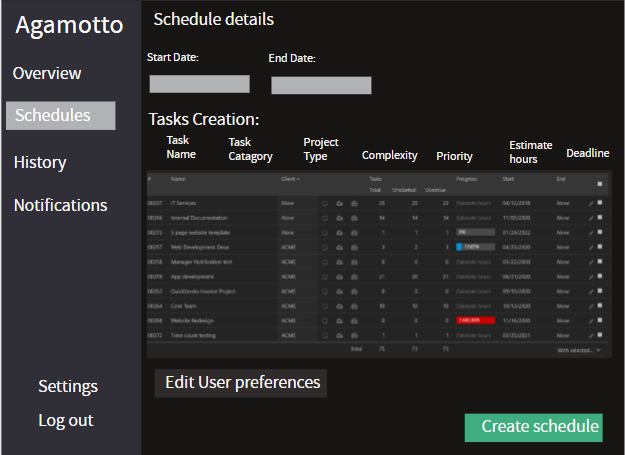 Agamotto
Overview
Schedules
History
Notifications
Settings
Log out
Schedule details
Start Date:
End Date:
Tasks Creation:
Task
Name
Task
Catagory
Project
Type
Complexity
Priority
Estimate
hours
Deadline
# Name Client Tasks Progress Start End
Total Unstarted Overdue
00237 IT Services None 25 25 23 Estimate hours 04/12/2018 None
00256 Internal Documentation None 14 14 14 Estimate hours 11/05/2020 None
00273 5 page website template None 1 1 1 01/24/2022 None
00257 Web Development Deux ACME 3 2 3 04/23/2020 None
00258 Manager Notification test ACME 0 0 0 Estimate hours 05/22/2020 None
00259 App development ACME 21 20 21 Estimate hours 08/21/2020 None
00263 QuickBooks Invoice Project ACME 0 0 0 Estimate hours 09/10/2020 None
00264 Core Team ACME 10 10 10 Estimate hours 10/13/2020 None
00268 Website Redesign ACME 0 0 0 11/16/2020 None
00272 Time count testing ACME 1 1 1 Estimate hours 03/25/2021 None
Total 75 73 73 With selected...
Edit User preferences
Create schedule